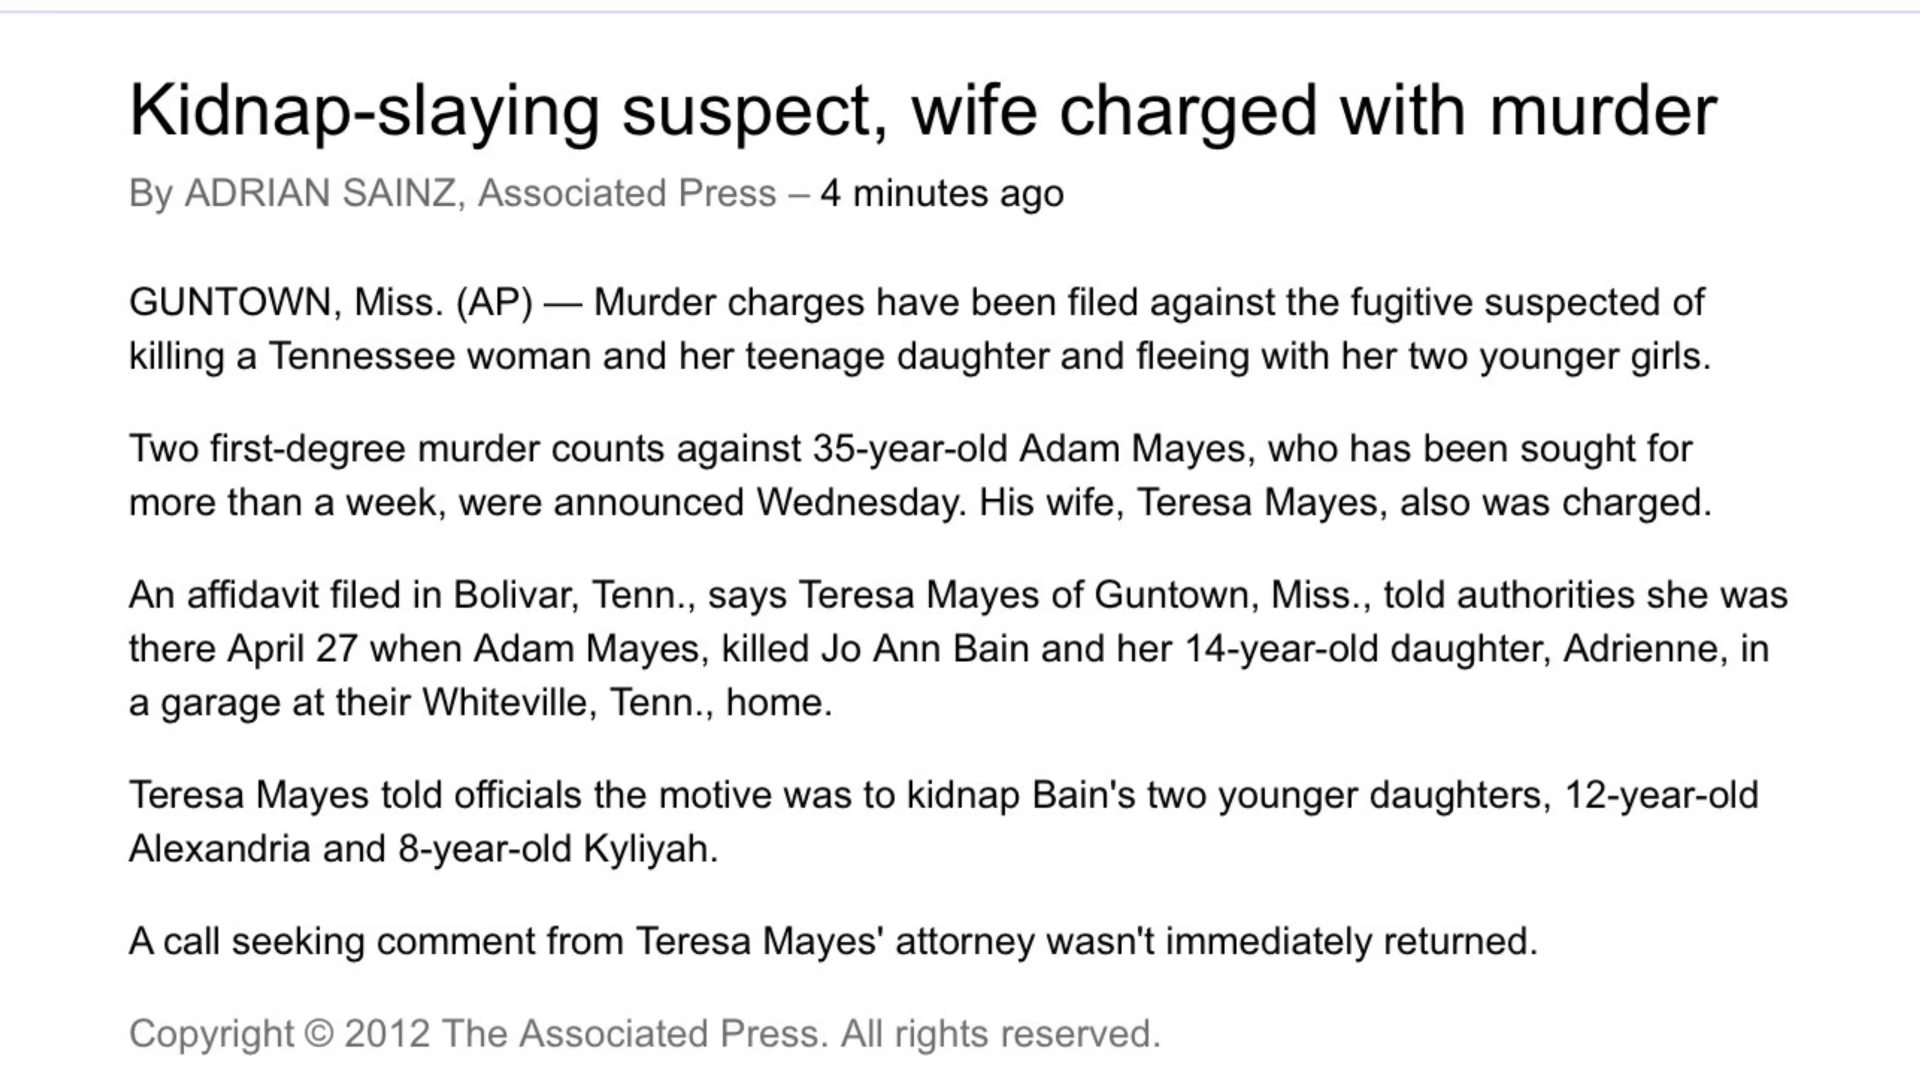 Kidnap-slaying suspect, wife charged with murder
By ADRIAN SAINZ, Associated Press – 4 minutes ago
GUNTOWN, Miss. (AP) — Murder charges have been filed against the fugitive suspected of
killing a Tennessee woman and her teenage daughter and fleeing with her two younger girls.
Two first-degree murder counts against 35-year-old Adam Mayes, who has been sought for
more than a week, were announced Wednesday. His wife, Teresa Mayes, also was charged.
An affidavit filed in Bolivar, Tenn., says Teresa Mayes of Guntown, Miss., told authorities she was
there April 27 when Adam Mayes, killed Jo Ann Bain and her 14-year-old daughter, Adrienne, in
a garage at their Whiteville, Tenn., home.
Teresa Mayes told officials the motive was to kidnap Bain's two younger daughters, 12-year-old
Alexandria and 8-year-old Kyliyah.
A call seeking comment from Teresa Mayes' attorney wasn't immediately returned.
Copyright © 2012 The Associated Press. All rights reserved.